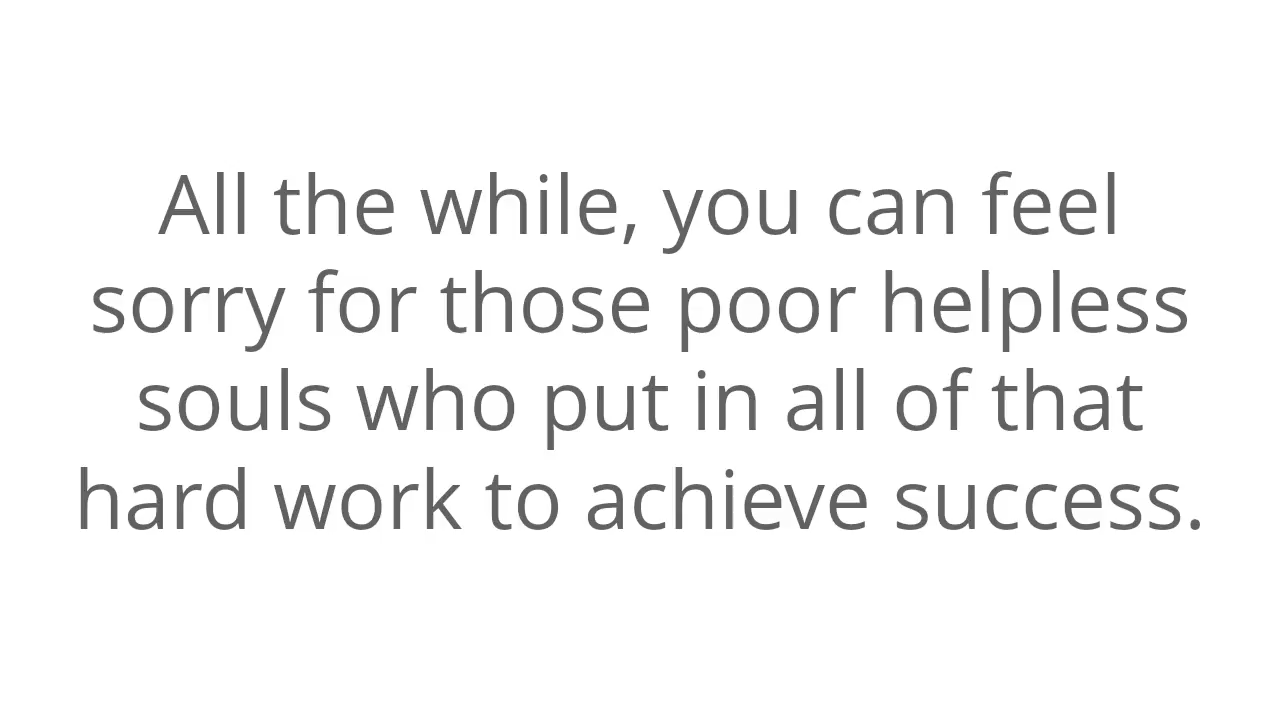 All the while, you can feel
sorry for those poor helpless
souls who put in all of that
hard work to achieve success.